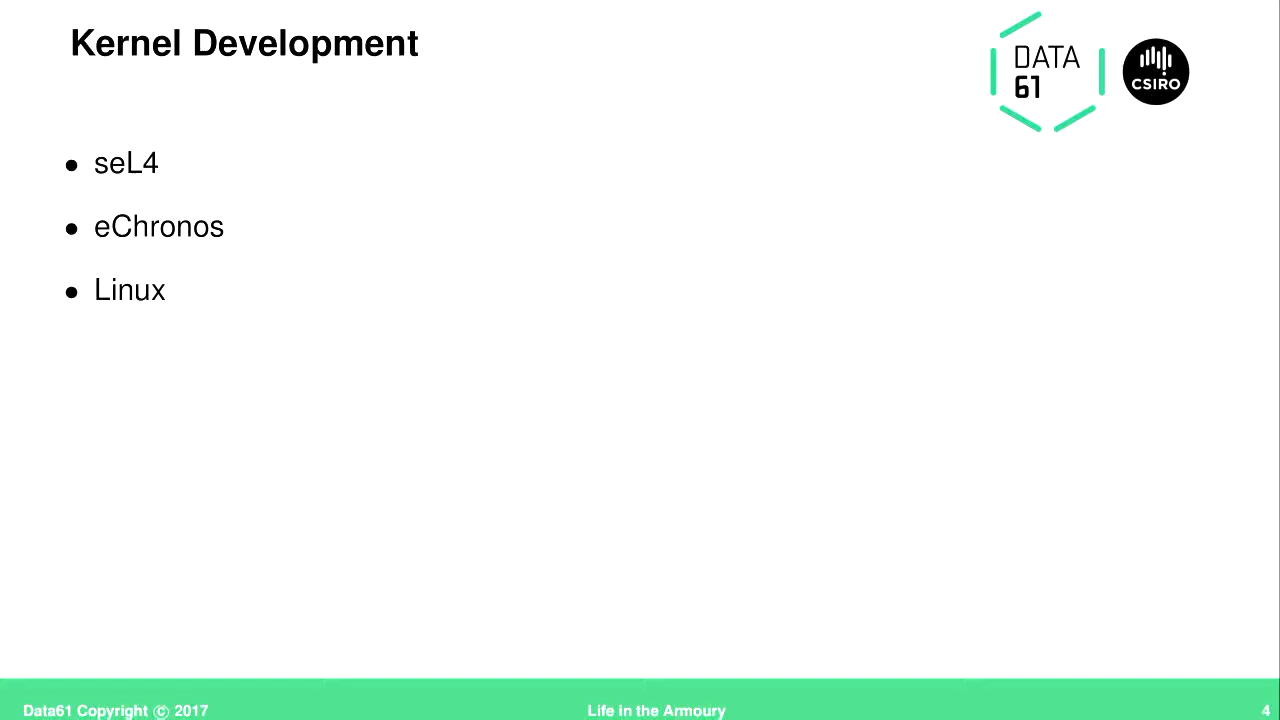 Kernel Development
DATA
61
CSIRO
• seL4
• eChronos
• Linux
Data61 Copyright © 2017
Life in the Armoury
4